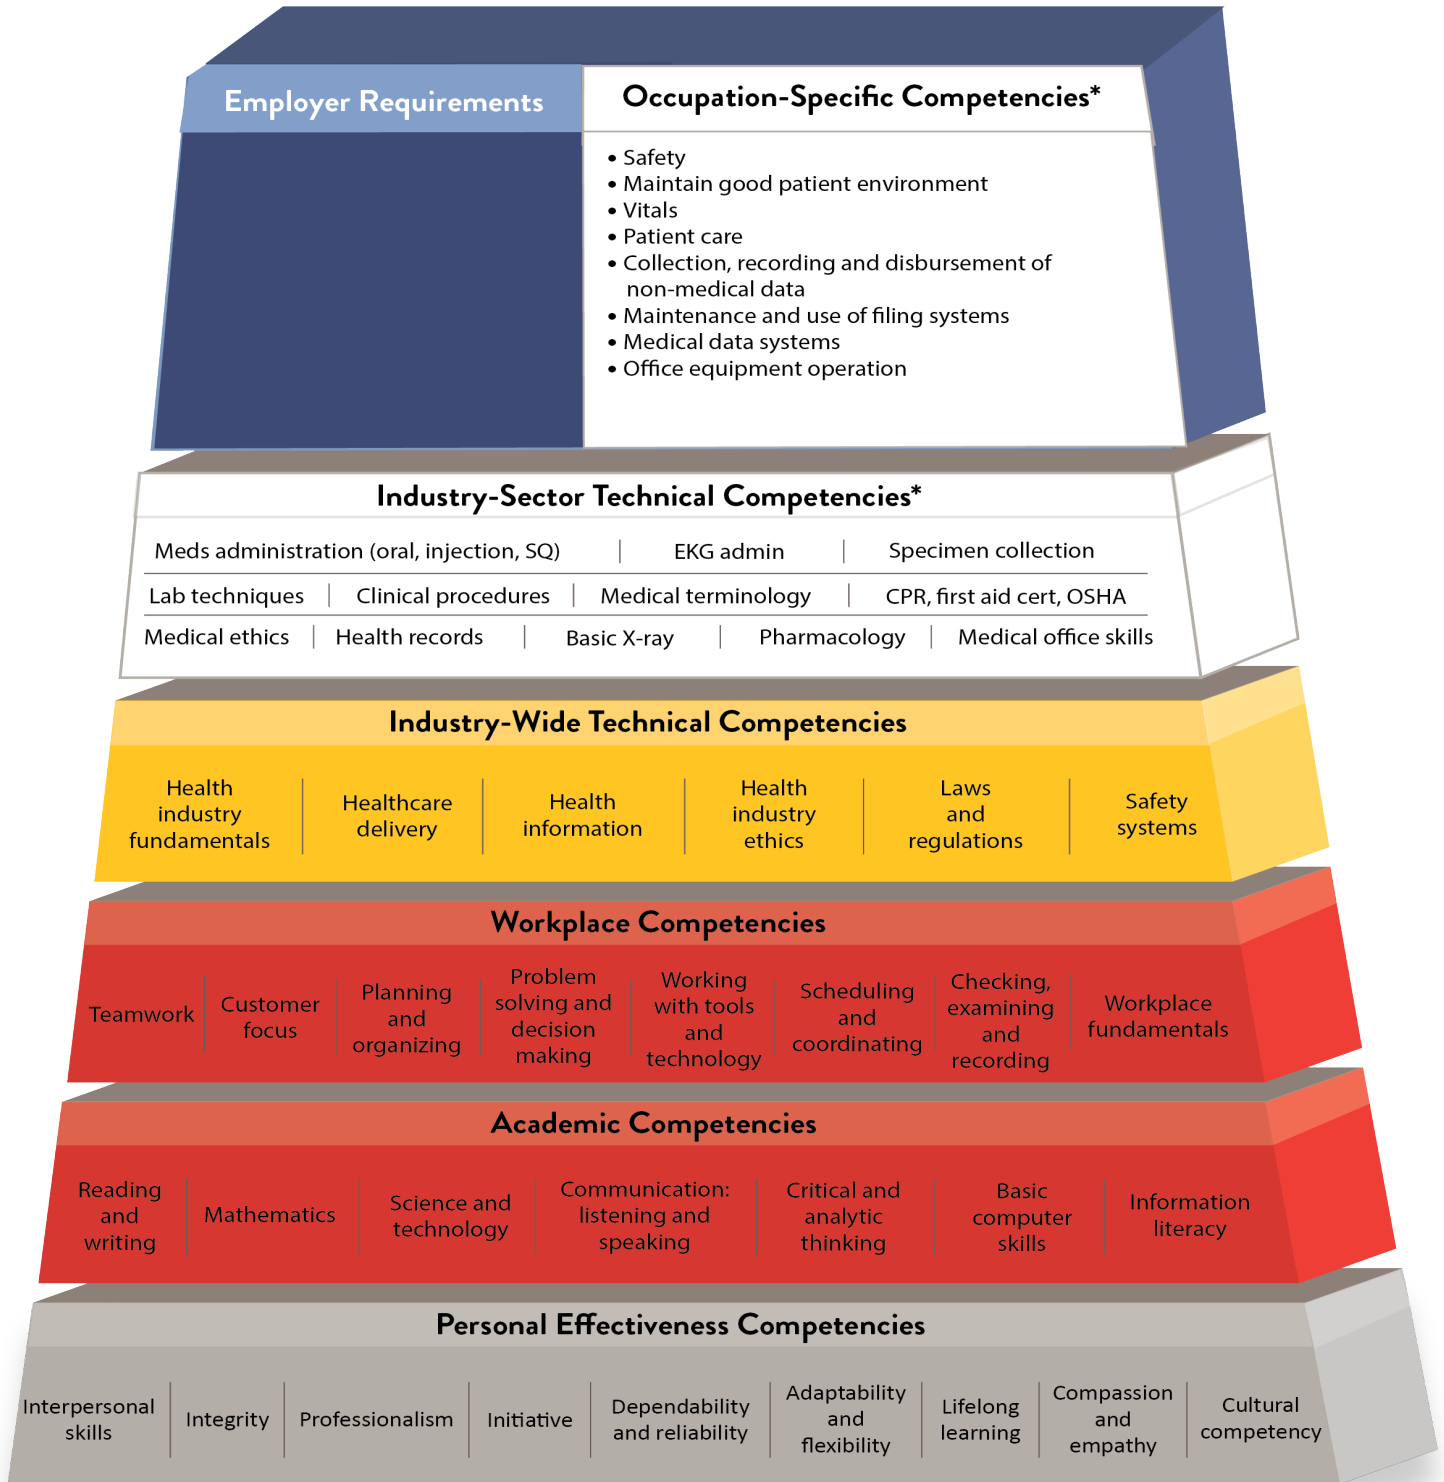 Employer Requirements
Occupation-Specific Competencies*
• Safety
• Maintain good patient environment
• Vitals
• Patient care
• Collection, recording and disbursement of
non-medical data
• Maintenance and use of filing systems
• Medical data systems
• Office equipment operation
Industry-Sector Technical Competencies*
Meds administration (oral, injection, SQ) | EKG admin | Specimen collection
Lab techniques | Clinical procedures | Medical terminology | CPR, first aid cert, OSHA
Medical ethics | Health records | Basic X-ray | Pharmacology | Medical office skills
Industry-Wide Technical Competencies
Health
industry
fundamentals
Healthcare
delivery
Health
information
Health
industry
ethics
Laws
and
regulations
Safety
systems
Workplace Competencies
Teamwork
Customer
focus
Planning
and
organizing
Problem
solving and
decision
making
Working
with tools
and
technology
Scheduling
and
coordinating
Checking,
examining
and
recording
Workplace
fundamentals
Academic Competencies
Reading
and
writing
Mathematics
Science and
technology
Communication:
listening and
speaking
Critical and
analytic
thinking
Basic
computer
skills
Information
literacy
Personal Effectiveness Competencies
Interpersonal
skills
Integrity
Professionalism
Initiative
Dependability
and reliability
Adaptability
and
flexibility
Lifelong
learning
Compassion
and
empathy
Cultural
competency